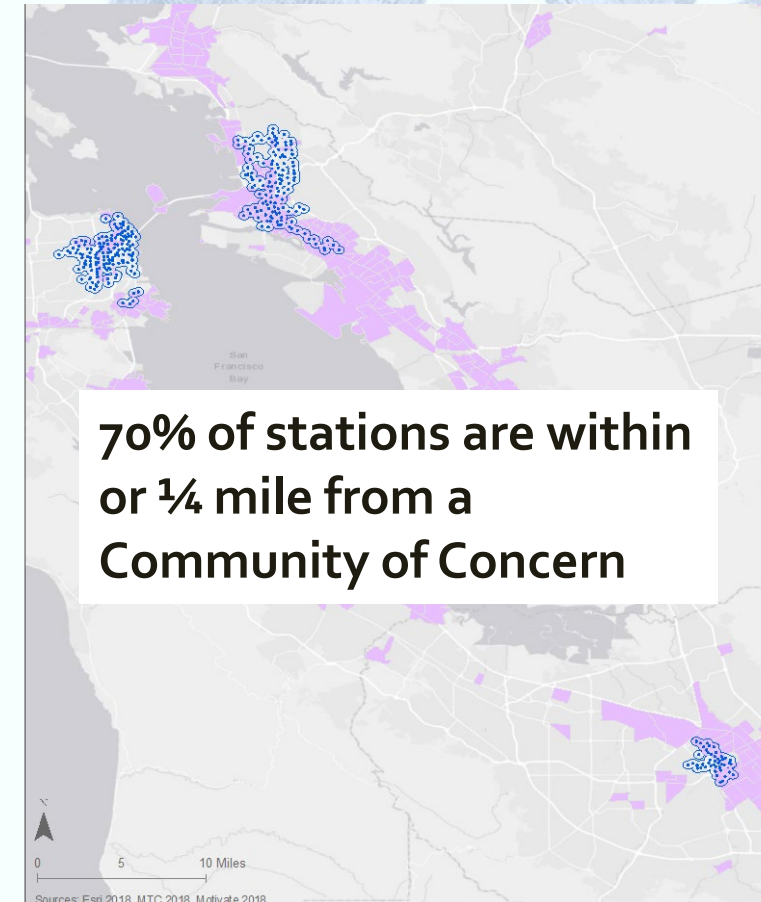 San
Francisco
Bay
70% of stations are within
or ¼ mile from a
Community of Concern
N
0 5 10 Miles
Sources: Esri 2018, MTC 2018, Motivate 2018